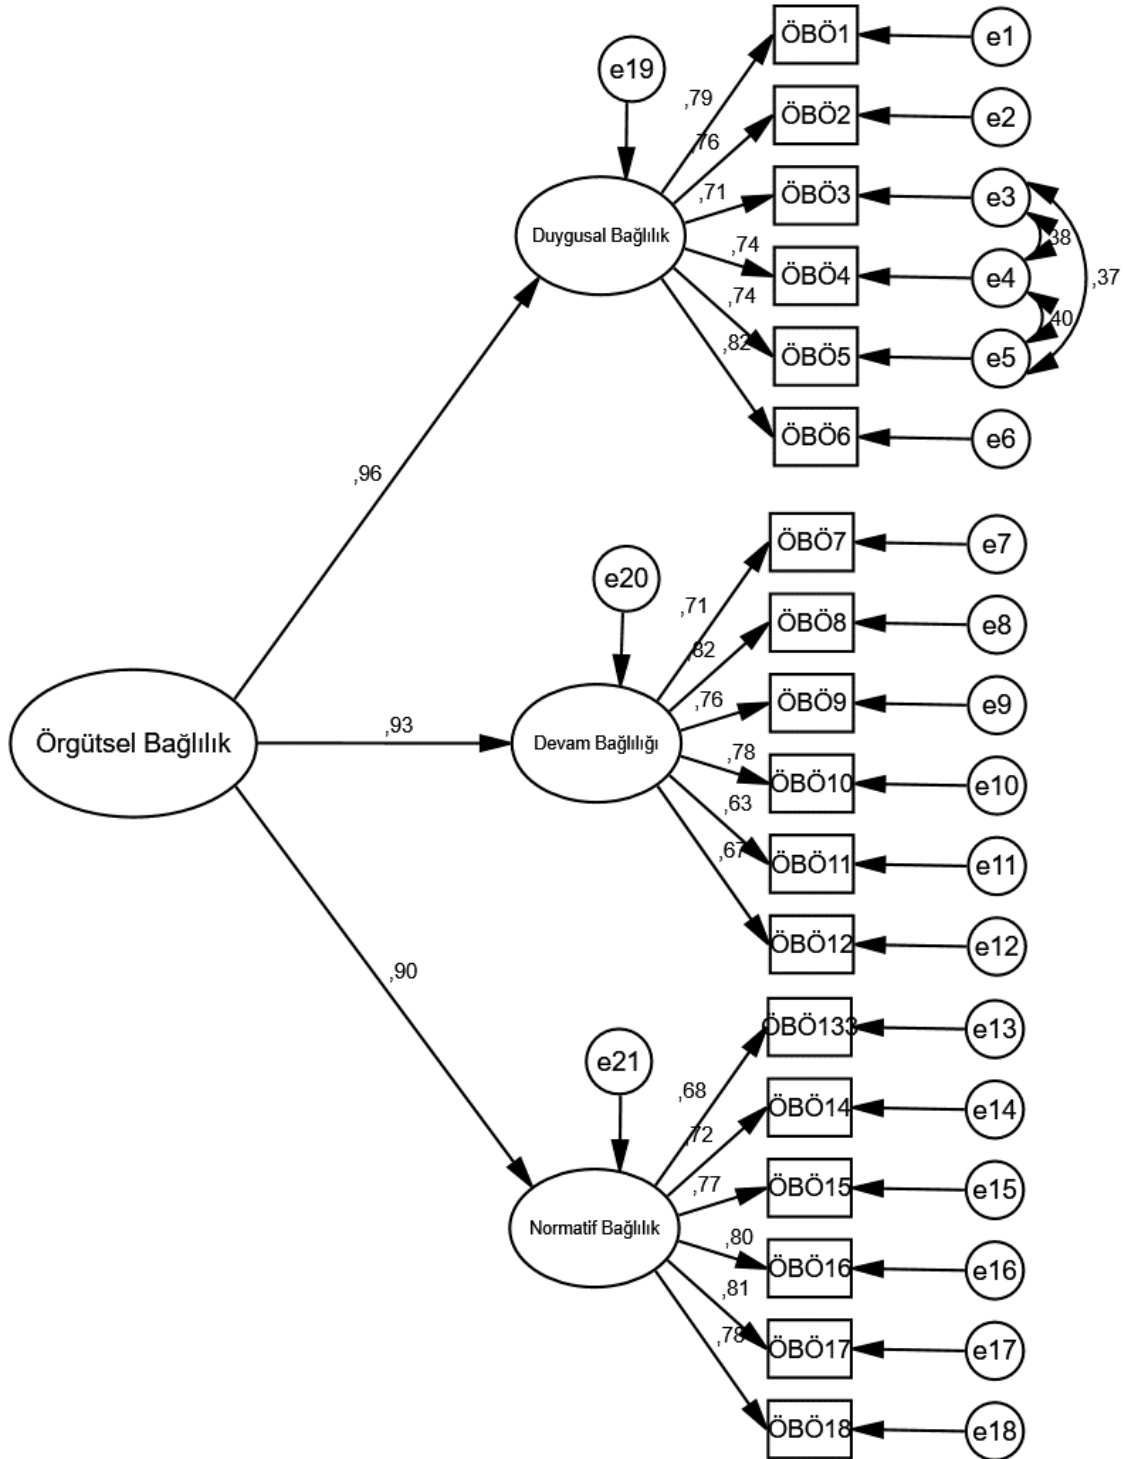 e19
Duygusal Bağlılık
,79
,76
,71
,74
,74
,82
ÖBÖ1
e1
ÖBÖ2
e2
ÖBÖ3
e3
ÖBÖ4
e4
ÖBÖ5
e5
ÖBÖ6
e6
,38
,40
,37
Örgütsel Bağlılık
,96
,93
,90
e20
Devam Bağlılığı
,71
,82
,76
,78
,63
,67
ÖBÖ7
e7
ÖBÖ8
e8
ÖBÖ9
e9
ÖBÖ10
e10
ÖBÖ11
e11
ÖBÖ12
e12
e21
Normatif Bağlılık
,68
,72
,77
,80
,81
,78
ÖBÖ133
e13
ÖBÖ14
e14
ÖBÖ15
e15
ÖBÖ16
e16
ÖBÖ17
e17
ÖBÖ18
e18